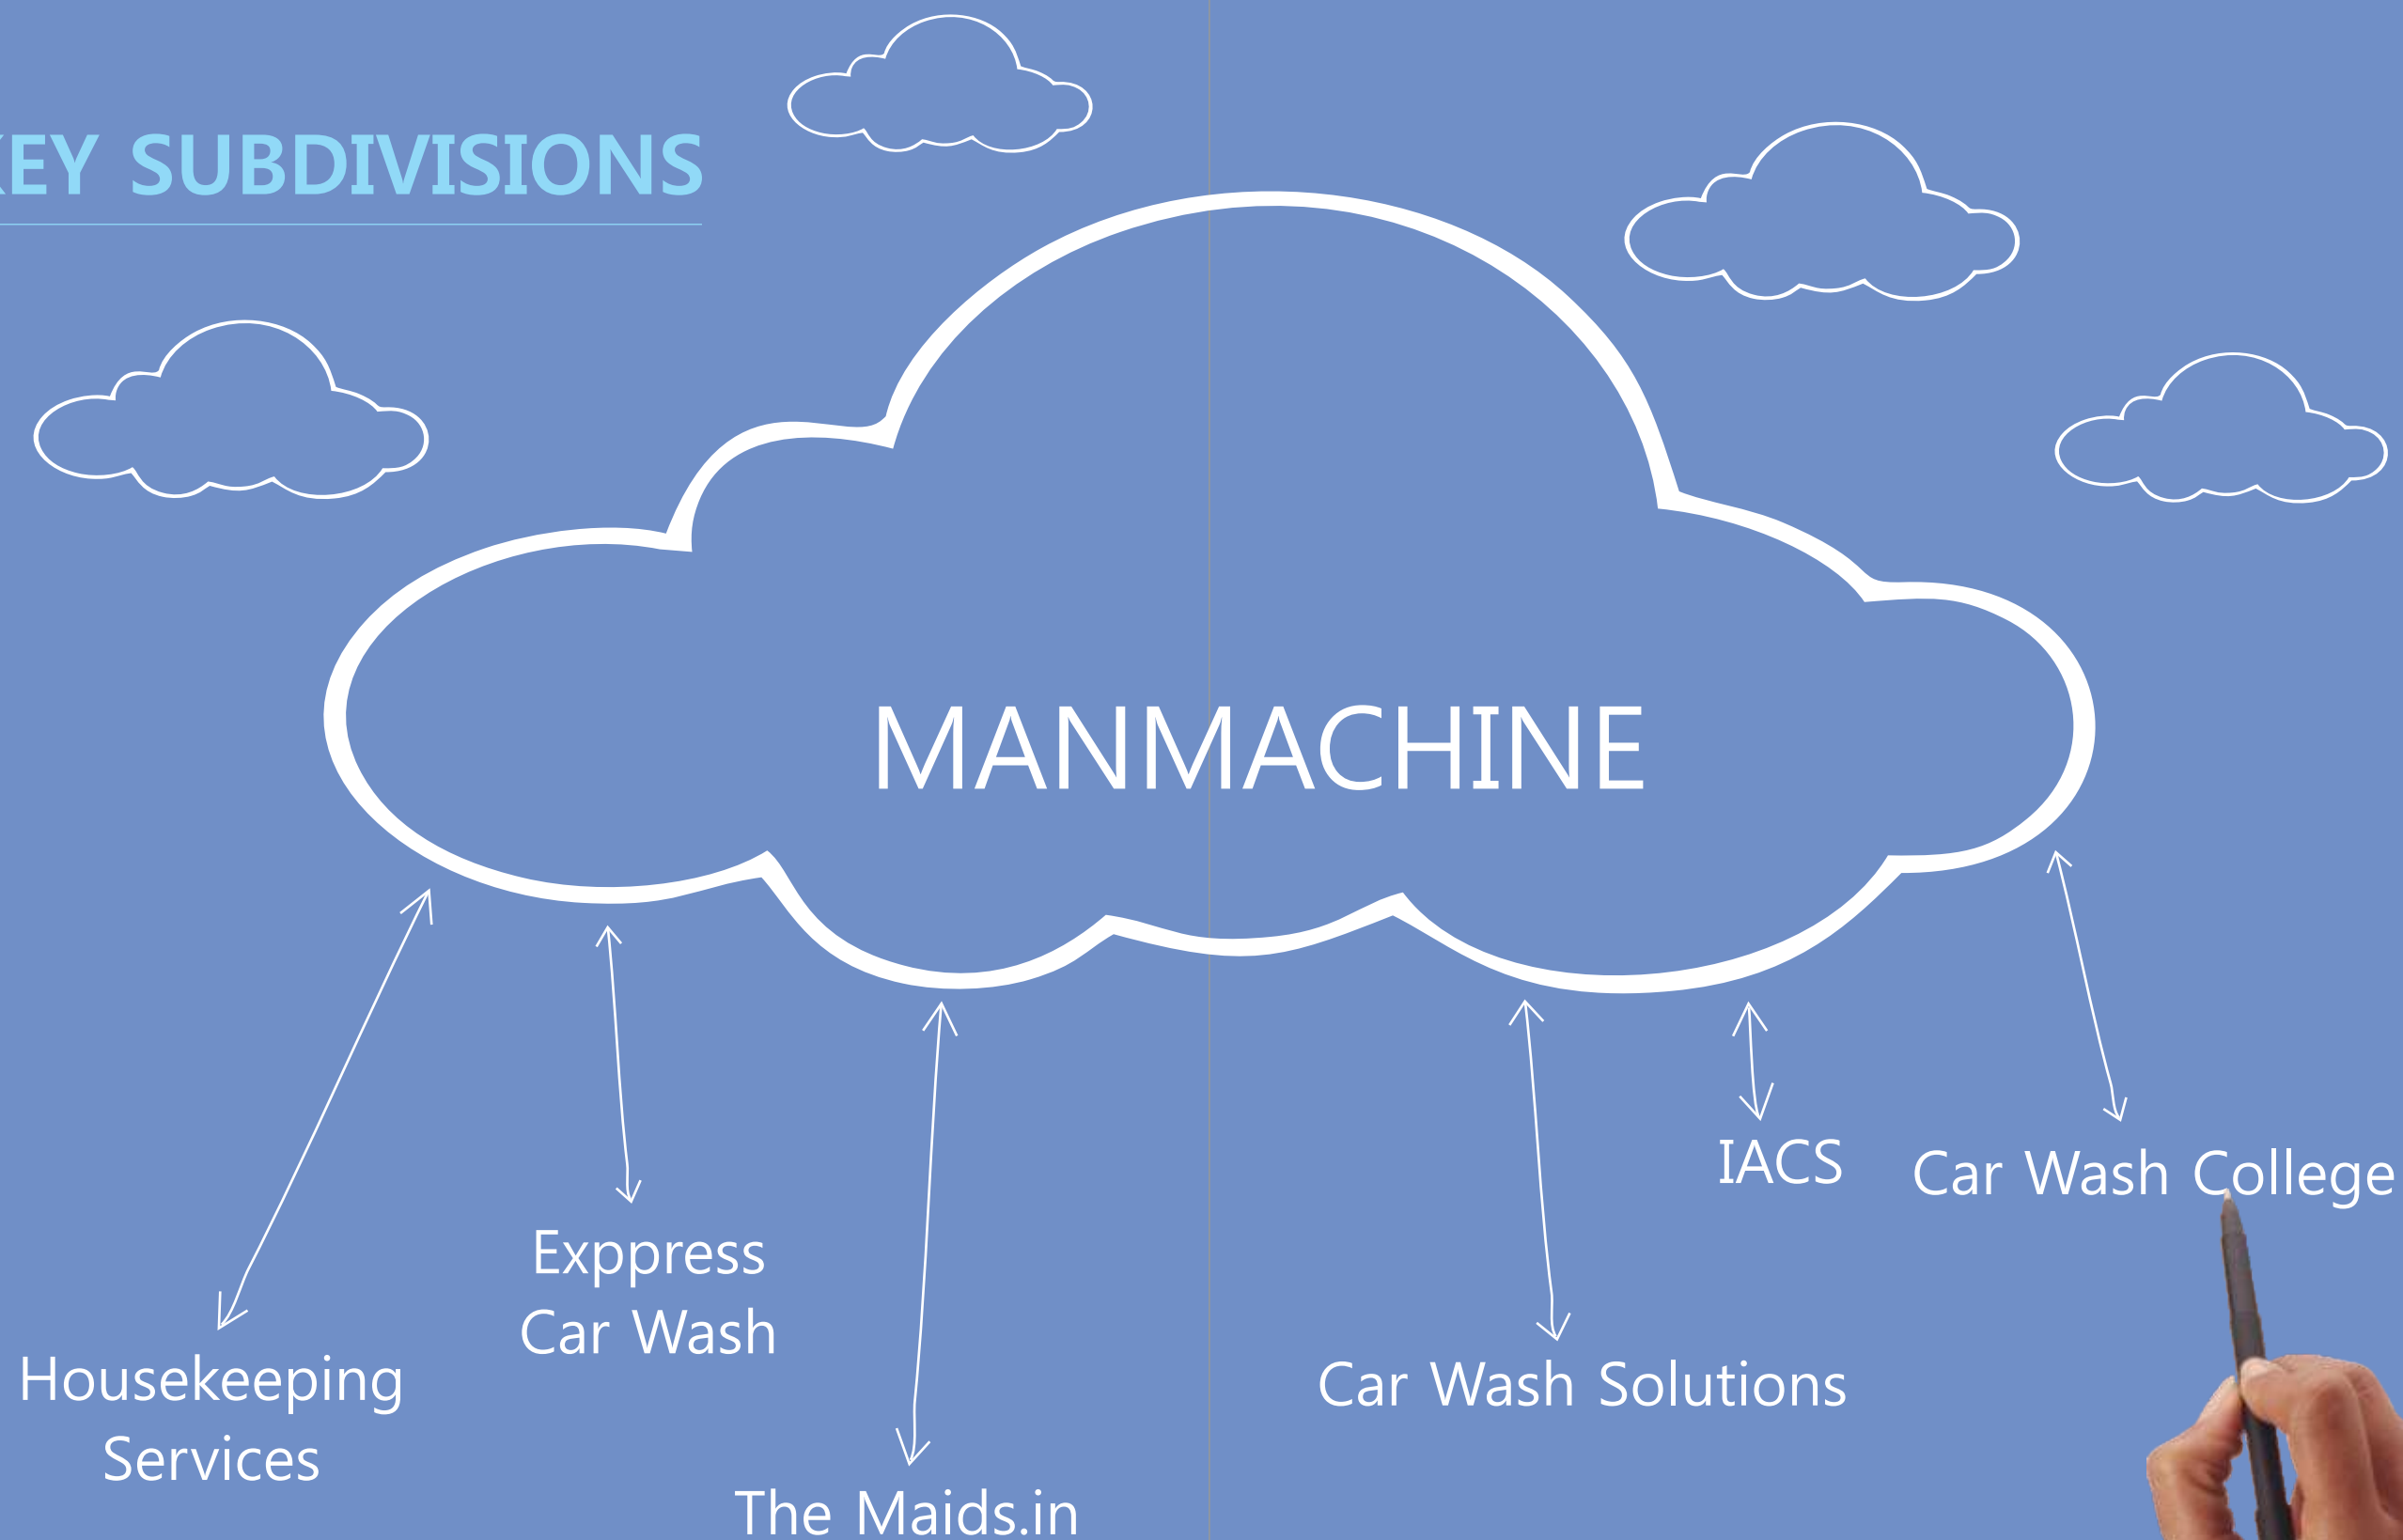 KEY SUBDIVISIONS
MANMACHINE
Housekeeping
Services
Exppress
Car Wash
The Maids.in
Car Wash Solutions
IACS
Car Wash College